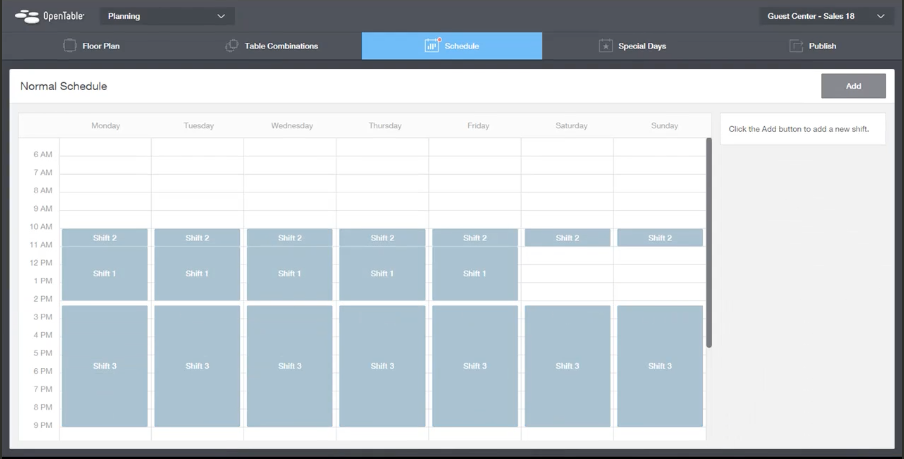 OpenTable
Planning
Guest Center - Sales 18
Floor Plan
Table Combinations
Schedule
Special Days
Publish
Normal Schedule
Add
Monday Tuesday Wednesday Thursday Friday Saturday Sunday
Click the Add button to add a new shift.
6 AM
7 AM
8 AM
9 AM
10 AM
Shift 2 Shift 2 Shift 2 Shift 2 Shift 2 Shift 2 Shift 2
11 AM
12 PM
Shift 1 Shift 1 Shift 1 Shift 1 Shift 1
1 PM
2 PM
3 PM
4 PM
5 PM
Shift 3 Shift 3 Shift 3 Shift 3 Shift 3 Shift 3 Shift 3
6 PM
7 PM
8 PM
9 PM